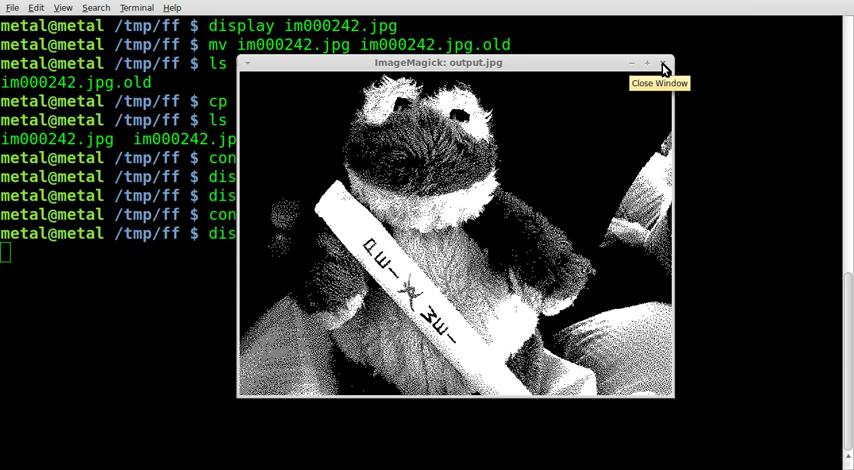 File Edit View Search Terminal Help
metal@metal /tmp/ff $ display im000242.jpg
metal@metal /tmp/ff $ mv im000242.jpg im000242.jpg.old
metal@metal /tmp/ff $ ls
ImageMagick: output.jpg
Close Window
im000242.jpg.old
metal@metal /tmp/ff $ cp
metal@metal /tmp/ff $ ls
im000242.jpg im000242.jp
metal@metal /tmp/ff $ con
metal@metal /tmp/ff $ dis
metal@metal /tmp/ff $ dis
metal@metal /tmp/ff $ con
metal@metal /tmp/ff $ dis